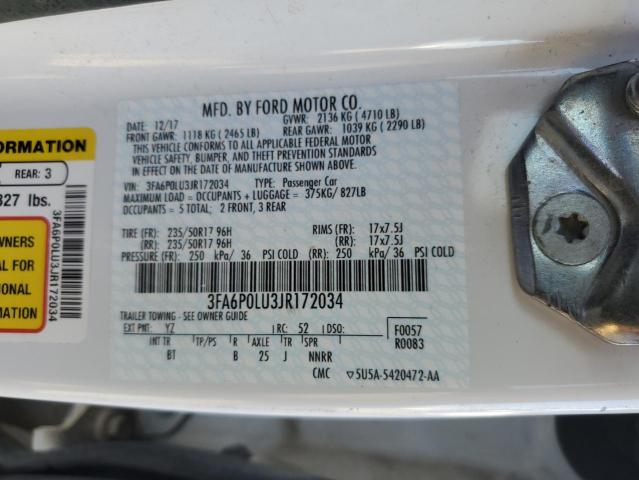 MFD. BY FORD MOTOR CO.
DATE: 12/17 GVWR: 2136 KG (4710 LB)
FRONT GAWR: 1118 KG (2465 LB) REAR GAWR: 1039 KG (2290 LB)
THIS VEHICLE CONFORMS TO ALL APPLICABLE FEDERAL MOTOR
VEHICLE SAFETY, BUMPER, AND THEFT PREVENTION STANDARDS
IN EFFECT ON THE DATE OF MANUFACTURE SHOWN ABOVE.
VIN: 3FA6P0LU3JR172034 TYPE: Passenger Car
MAXIMUM LOAD = OCCUPANTS + LUGGAGE = 375KG/ 827LB
OCCUPANTS = 5 TOTAL: 2 FRONT, 3 REAR
TIRE (FR): 235/50R17 96H RIMS (FR): 17x7.5J
(RR): 235/50R17 96H (RR): 17x7.5J
PRESSURE (FR): 250 kPa/ 36 PSI COLD (RR): 250 kPa/ 36 PSI COLD
3FA6P0LU3JR172034
TRAILER TOWING - SEE OWNER GUIDE
EXT PNT: YZ RC: 52 DSO: F0057
INT TR TP/PS R AXLE TR SPR R0083
BT B 25 J NNRR
CMC ▽5U5A-5420472-AA
FORMATION
REAR: 3
827 lbs.
WNERS
AL FOR
IONAL
MATION
3FA6P0LU3JR172034